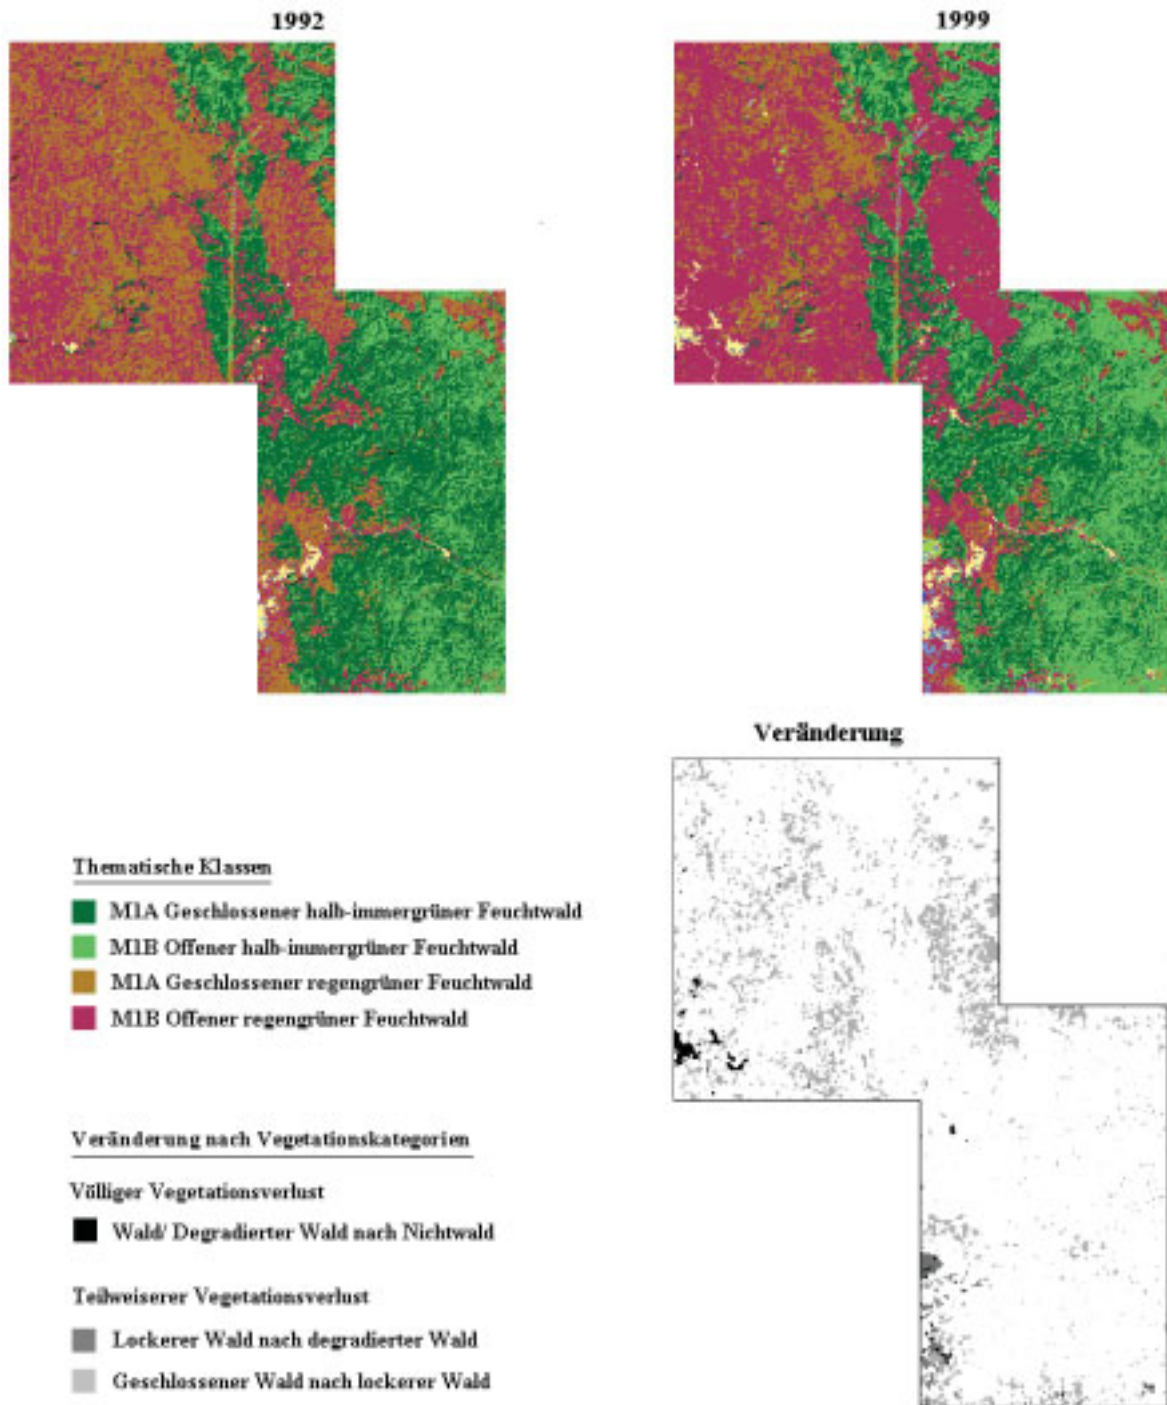 1992
1999
Veränderung
Thematische Klassen
M1A Geschlossener halb-immergrüner Feuchtwald
M1B Offener halb-immergrüner Feuchtwald
M1A Geschlossener regengrüner Feuchtwald
M1B Offener regengrüner Feuchtwald
Veränderung nach Vegetationskategorien
Völliger Vegetationsverlust
Wald/ Degradierter Wald nach Nichtwald
Teilweiserer Vegetationsverlust
Lockerer Wald nach degradierter Wald
Geschlossener Wald nach lockerer Wald